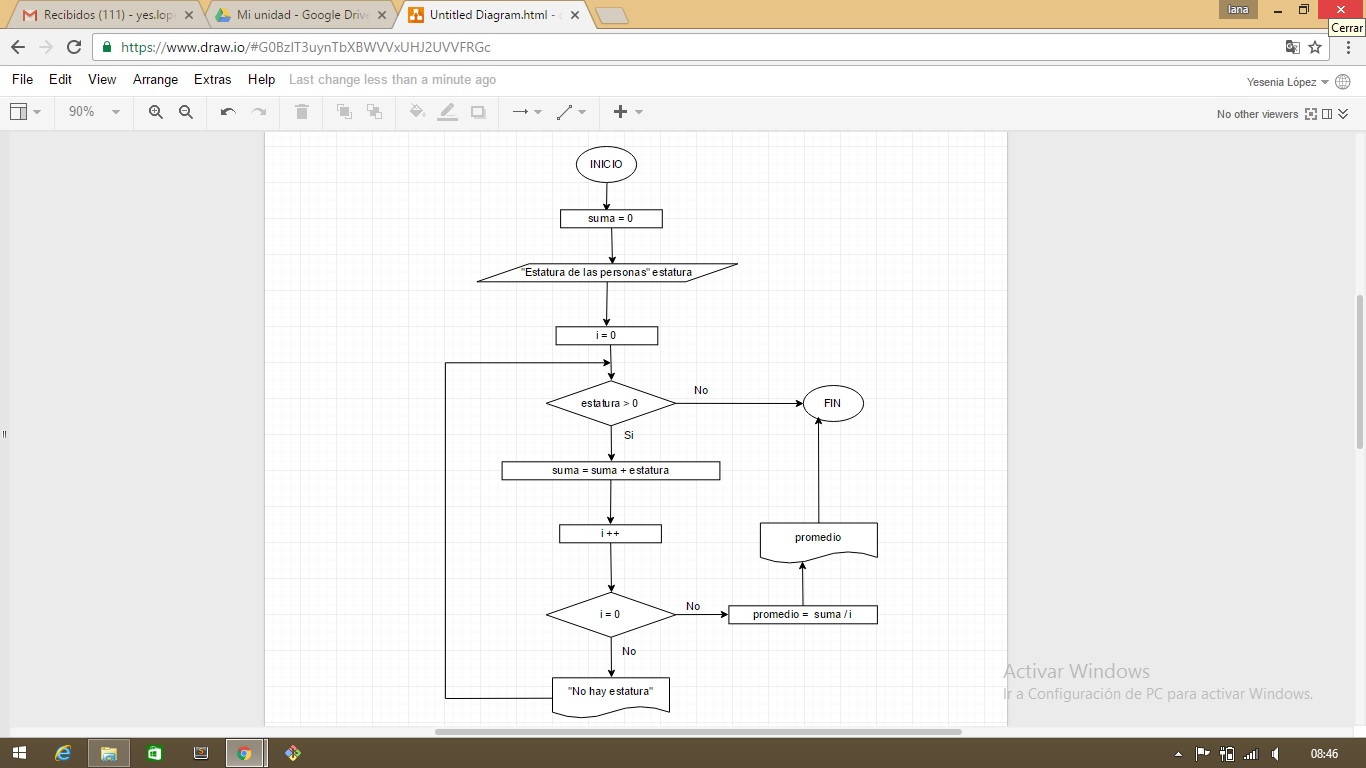 Recibidos (111) - yes.lop
Mi unidad - Google Drive
Untitled Diagram.html - d
Iana
Cerrar
https://www.draw.io/#G0BzlT3uynTbXBWVVxUHJ2UVVFRGc
File Edit View Arrange Extras Help Last change less than a minute ago
Yesenia López
90%
No other viewers
INICIO
suma = 0
"Estatura de las personas" estatura
i = 0
estatura > 0
No
FIN
Si
suma = suma + estatura
i ++
promedio
i = 0
No
promedio = suma / i
No
"No hay estatura"
Activar Windows
Ir a Configuración de PC para activar Windows.
08:46